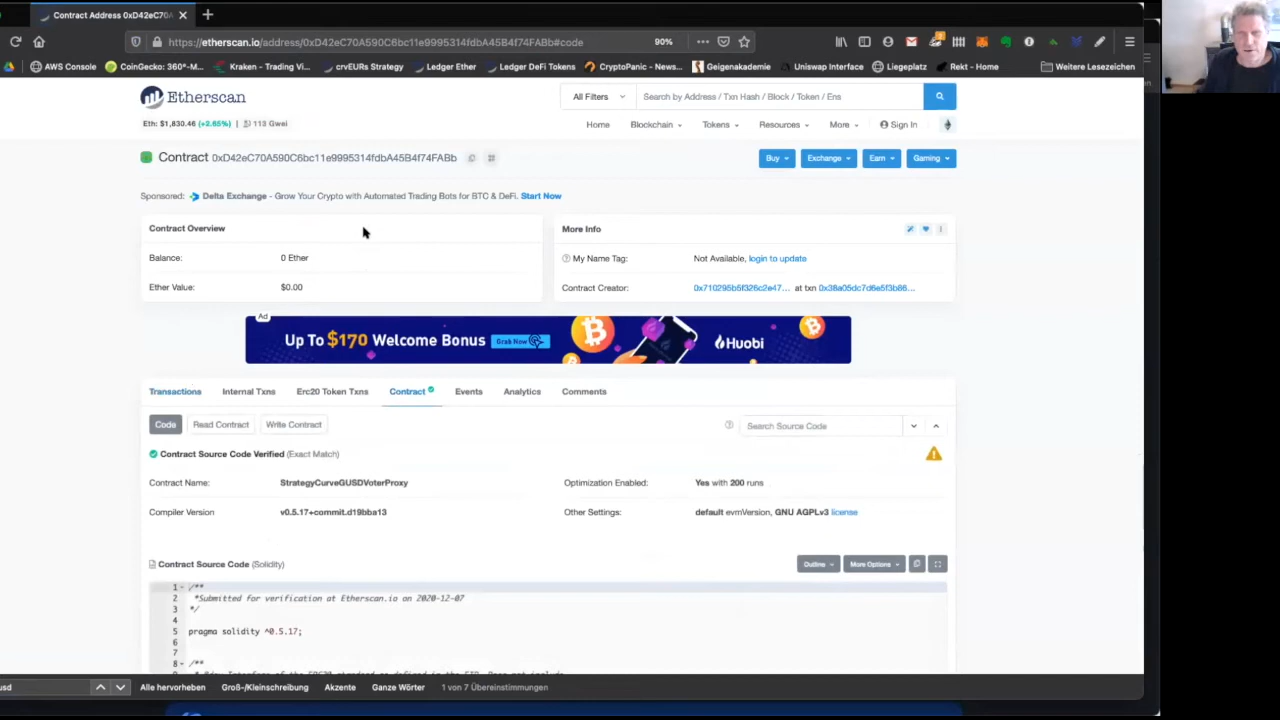 Contract Address 0xD42eC70A
https://etherscan.io/address/0xD42eC70A590C6bc11e9995314fdbA45B4f74FABb#code
90%
AWS Console
CoinGecko: 360°-M...
Kraken - Trading Vi...
crvEURs Strategy
Ledger Ether
Ledger DeFi Tokens
CryptoPanic - News...
Geigenakademie
Uniswap Interface
Liegeplatz
Rekt - Home
Weitere Lesezeichen
Etherscan
All Filters
Search by Address / Txn Hash / Block / Token / Ens
Eth: $1,830.46 (+2.65%) | 113 Gwei
Home
Blockchain
Tokens
Resources
More
Sign In
Contract 0xD42eC70A590C6bc11e9995314fdbA45B4f74FABb
Buy
Exchange
Earn
Gaming
Sponsored: Delta Exchange - Grow Your Crypto with Automated Trading Bots for BTC & DeFi. Start Now
Contract Overview
Balance: 0 Ether
Ether Value: $0.00
More Info
My Name Tag: Not Available, login to update
Contract Creator: 0x710295b5f326c2e47... at txn 0x38a05dc7d6e5f3b86...
Ad
Up To $170 Welcome Bonus
Grab Now
Huobi
Transactions
Internal Txns
Erc20 Token Txns
Contract
Events
Analytics
Comments
Code
Read Contract
Write Contract
Search Source Code
Contract Source Code Verified (Exact Match)
Contract Name: StrategyCurveGUSDVoterProxy
Optimization Enabled: Yes with 200 runs
Compiler Version v0.5.17+commit.d19bba13
Other Settings: default evmVersion, GNU AGPLv3 license
Contract Source Code (Solidity)
Outline
More Options
1 /**
2 *Submitted for verification at Etherscan.io on 2020-12-07
3 */
4
5 pragma solidity ^0.5.17;
6
7
8 /**
usd
Alle hervorheben
Groß-/Kleinschreibung
Akzente
Ganze Wörter
1 von 7 Übereinstimmungen